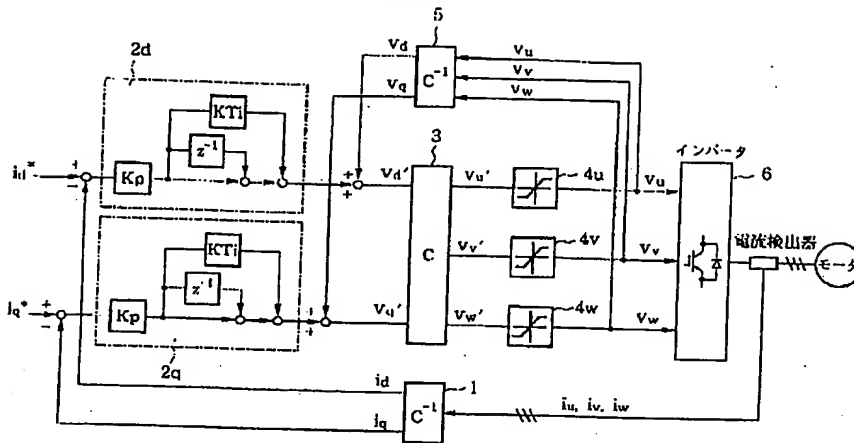 5
2d
Vd
Vq
C⁻¹
Vu
Vv
Vw
KTi
z⁻¹
3
インバータ
6
id*
+
−
Kp
+
+
Vd'
Vu'
4u
Vu
電流検出器
KTi
C
Vv'
4v
Vv
モータ
z⁻¹
iq*
+
−
Kp
+
+
Vq'
Vw'
4w
Vw
2q
id
1
iq
C⁻¹
iu, iv, iw